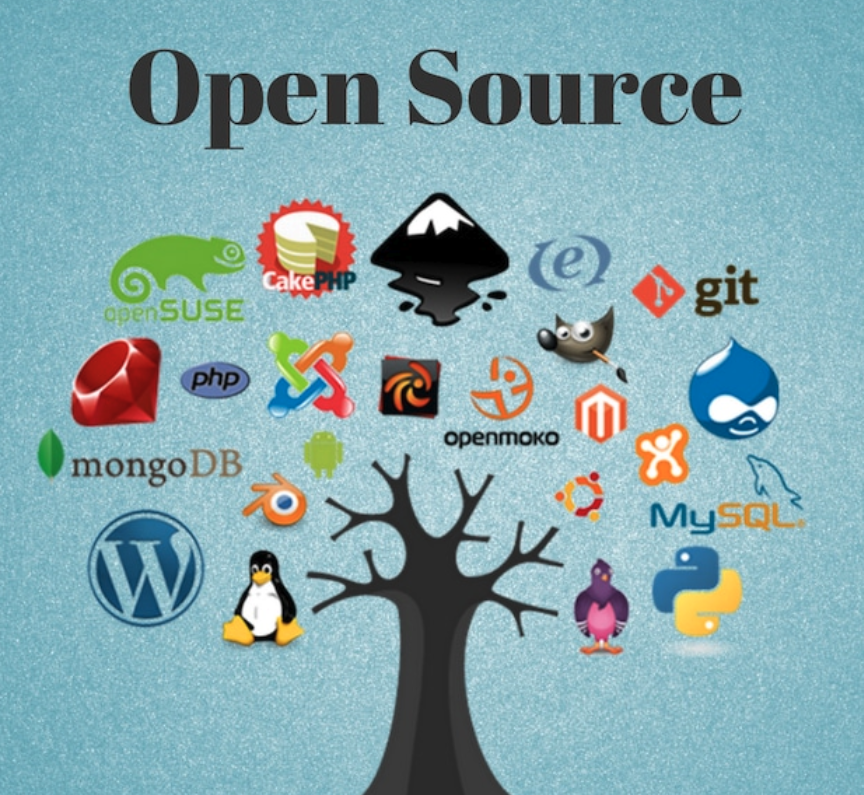 Open Source
openSUSE
CakePHP
e
git
php
openmoko
mongoDB
MySQL
W